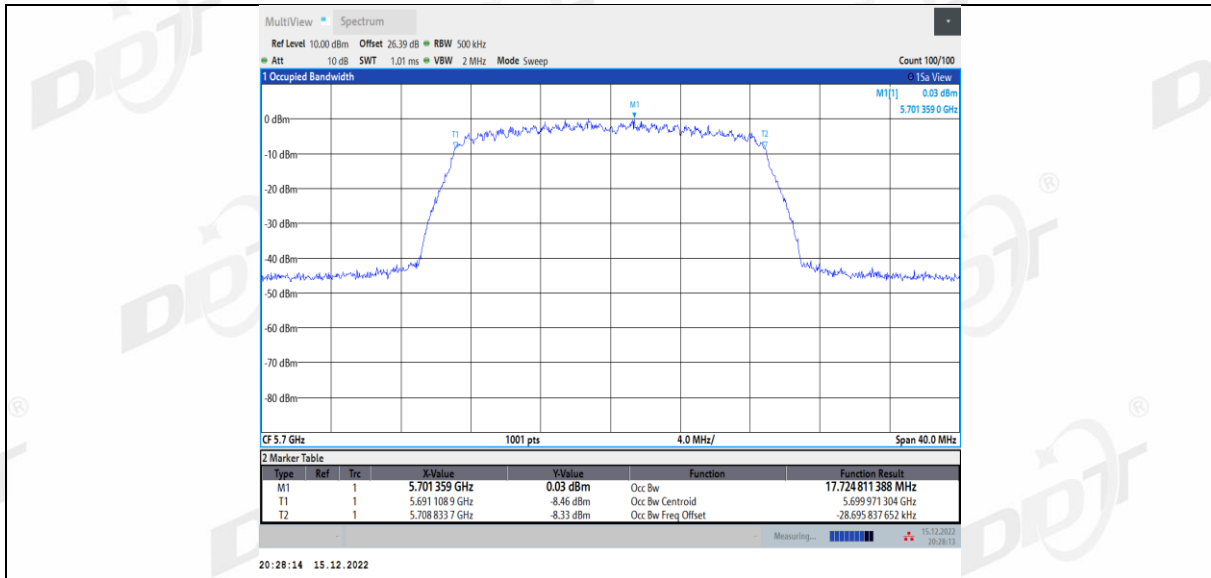 MultiView Spectrum
Ref Level 10.00 dBm Offset 26.39 dB RBW 500 kHz
Att 10 dB SWT 1.01 ms VBW 2 MHz Mode Sweep Count 100/100
1 Occupied Bandwidth 1Sa View
M1[1] 0.03 dBm
5.701 359 0 GHz
M1
0 dBm
T1 T2
-10 dBm
-20 dBm
-30 dBm
-40 dBm
-50 dBm
-60 dBm
-70 dBm
-80 dBm
CF 5.7 GHz 1001 pts 4.0 MHz/ Span 40.0 MHz
2 Marker Table
Type Ref Trc X-Value Y-Value Function Function Result
M1 1 5.701 359 GHz 0.03 dBm Occ Bw 17.724 811 388 MHz
T1 1 5.691 108 9 GHz -8.46 dBm Occ Bw Centroid 5.699 971 304 GHz
T2 1 5.708 833 7 GHz -8.33 dBm Occ Bw Freq Offset -28.695 837 652 kHz
Measuring... 15.12.2022
20:28:13
20:28:14 15.12.2022
DDT
®